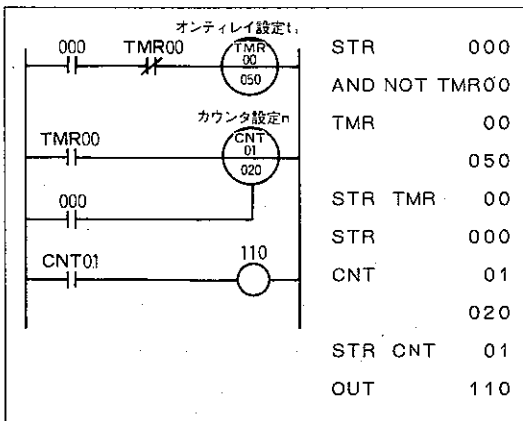 オンティレイ設定t₁
000
TMR00
TMR
00
050
カウンタ設定n
TMR00
CNT
01
020
000
CNT01
110
STR 000
AND NOT TMR00
TMR 00
050
STR TMR 00
STR 000
CNT 01
020
STR CNT 01
OUT 110